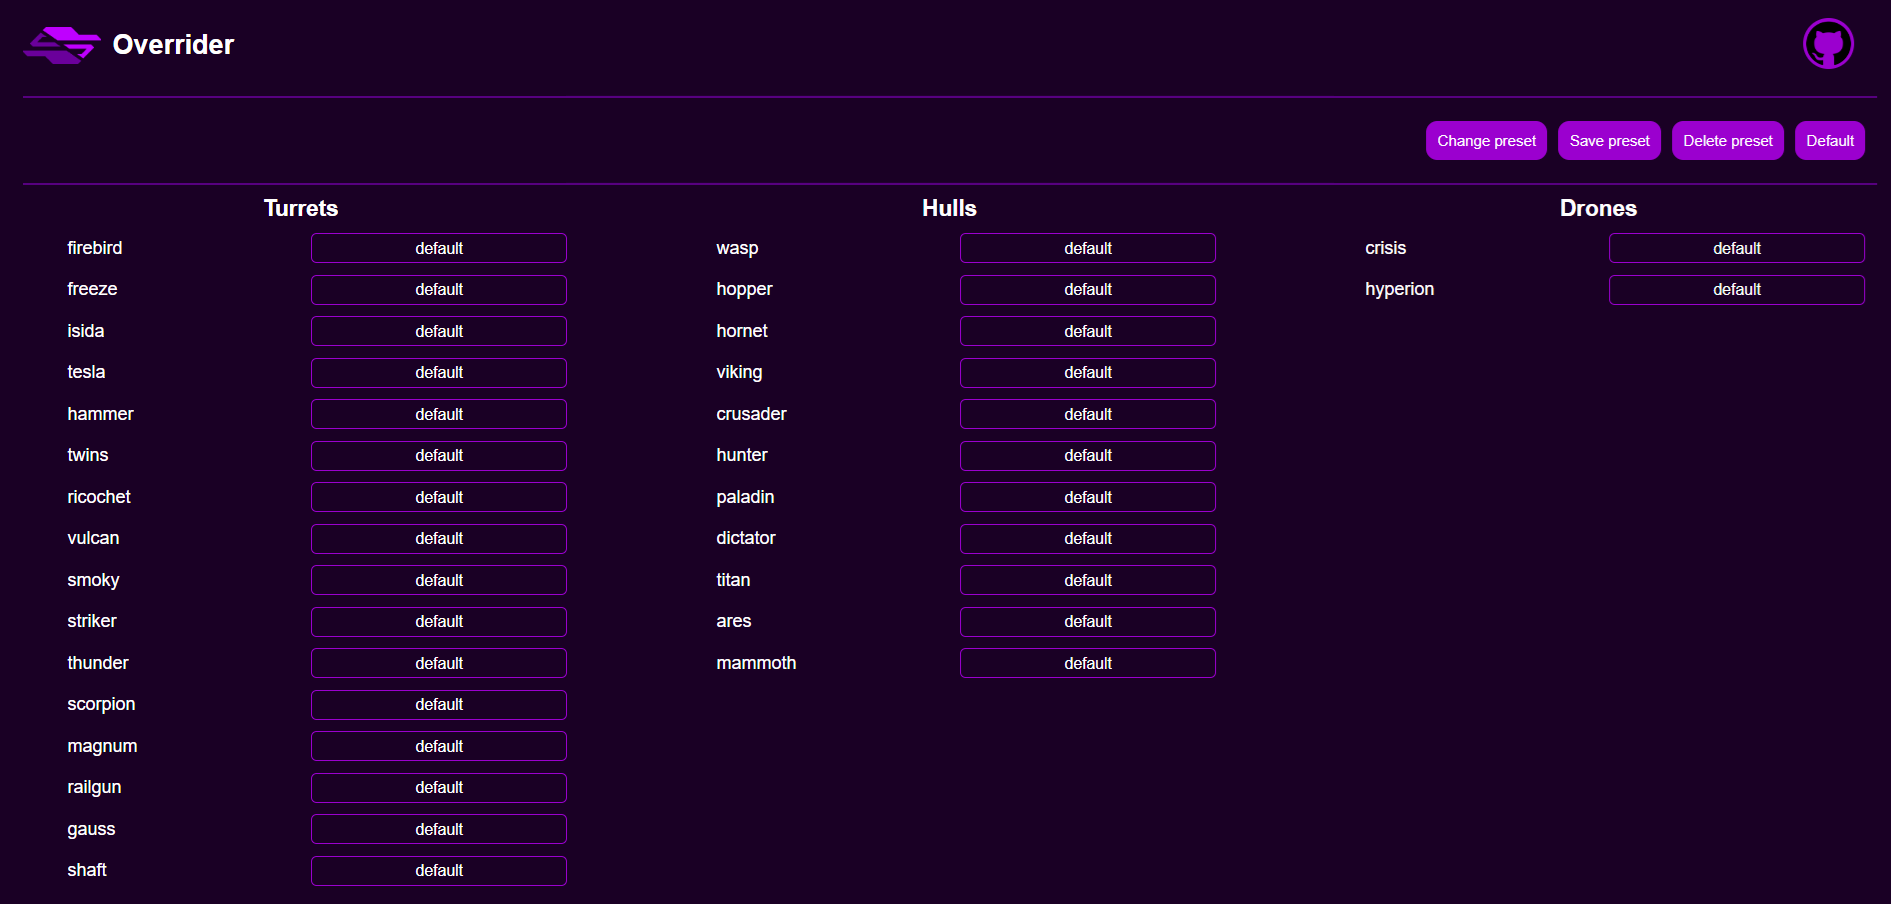 Overrider
Change preset Save preset Delete preset Default
Turrets Hulls Drones
firebird default wasp default crisis default
freeze default hopper default hyperion default
isida default hornet default
tesla default viking default
hammer default crusader default
twins default hunter default
ricochet default paladin default
vulcan default dictator default
smoky default titan default
striker default ares default
thunder default mammoth default
scorpion default
magnum default
railgun default
gauss default
shaft default